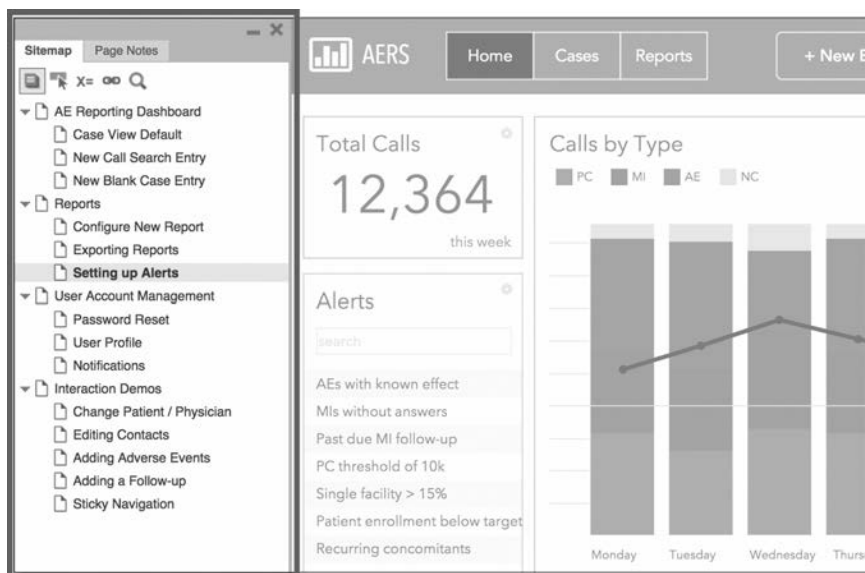 Sitemap
Page Notes
X=
AE Reporting Dashboard
Case View Default
New Call Search Entry
New Blank Case Entry
Reports
Configure New Report
Exporting Reports
Setting up Alerts
User Account Management
Password Reset
User Profile
Notifications
Interaction Demos
Change Patient / Physician
Editing Contacts
Adding Adverse Events
Adding a Follow-up
Sticky Navigation
AERS
Home
Cases
Reports
+ New
Total Calls
12,364
this week
Alerts
search
AEs with known effect
MIs without answers
Past due MI follow-up
PC threshold of 10k
Single facility > 15%
Patient enrollment below target
Recurring concomitants
Calls by Type
PC
MI
AE
NC
Monday
Tuesday
Wednesday